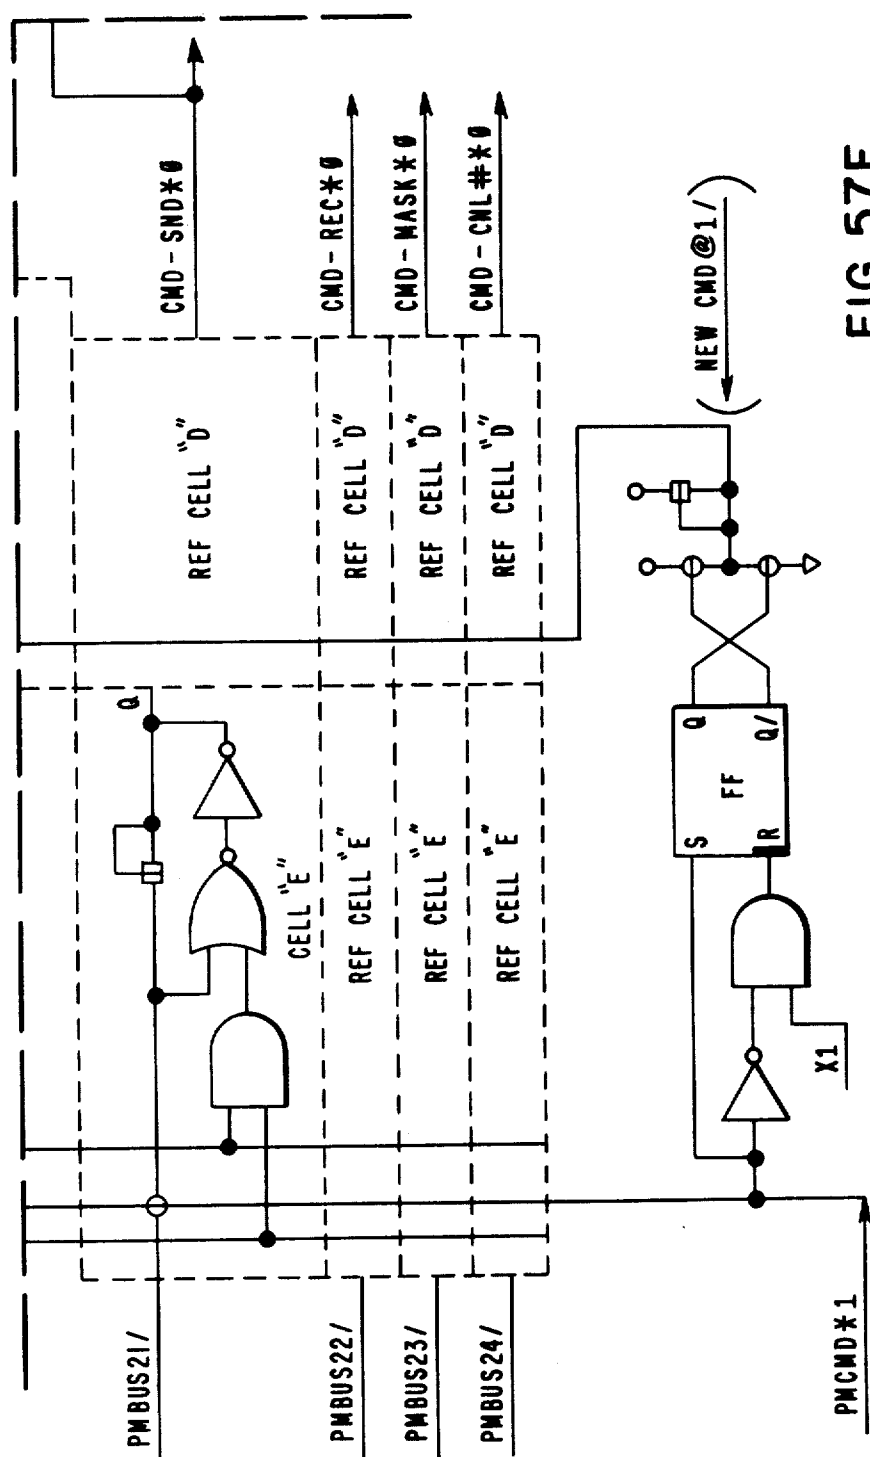 CMD-SND*0
CMD-REC*0
CMD-MASK*0
CMD-CNL#*0
REF CELL "D"
REF CELL "D"
REF CELL "D"
REF CELL "D"
Q
CELL "E"
REF CELL "E"
REF CELL "E"
REF CELL "E"
PMBUS21/
PMBUS22/
PMBUS23/
PMBUS24/
(NEW CMD@1/)
S Q
FF
R Q/
X1
PMCMD*1